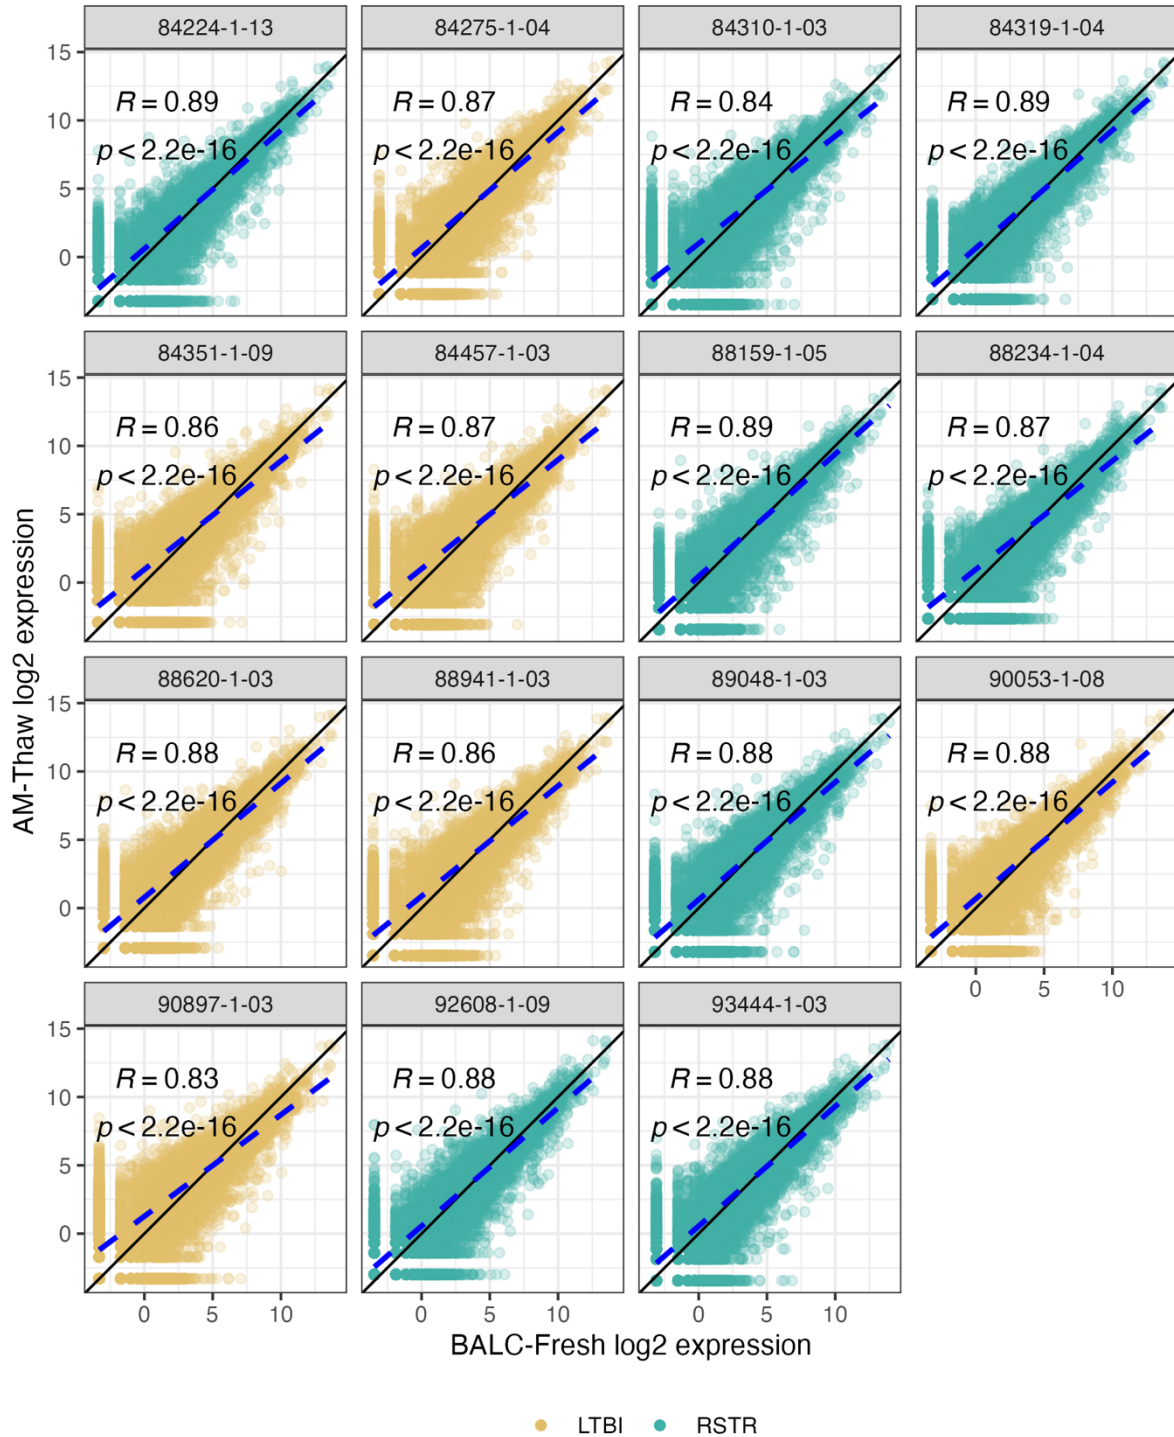 84224-1-13 84275-1-04 84310-1-03 84319-1-04
15
R = 0.89 R = 0.87 R = 0.84 R = 0.89
10
p < 2.2e-16 p < 2.2e-16 p < 2.2e-16 p < 2.2e-16
5
0
84351-1-09 84457-1-03 88159-1-05 88234-1-04
15
R = 0.86 R = 0.87 R = 0.89 R = 0.87
10
p < 2.2e-16 p < 2.2e-16 p < 2.2e-16 p < 2.2e-16
5
0
AM-Thaw log2 expression
88620-1-03 88941-1-03 89048-1-03 90053-1-08
15
R = 0.88 R = 0.86 R = 0.88 R = 0.88
10
p < 2.2e-16 p < 2.2e-16 p < 2.2e-16 p < 2.2e-16
5
0
0 5 10
90897-1-03 92608-1-09 93444-1-03
15
R = 0.83 R = 0.88 R = 0.88
10
p < 2.2e-16 p < 2.2e-16 p < 2.2e-16
5
0
0 5 10 0 5 10 0 5 10
BALC-Fresh log2 expression
LTBI RSTR